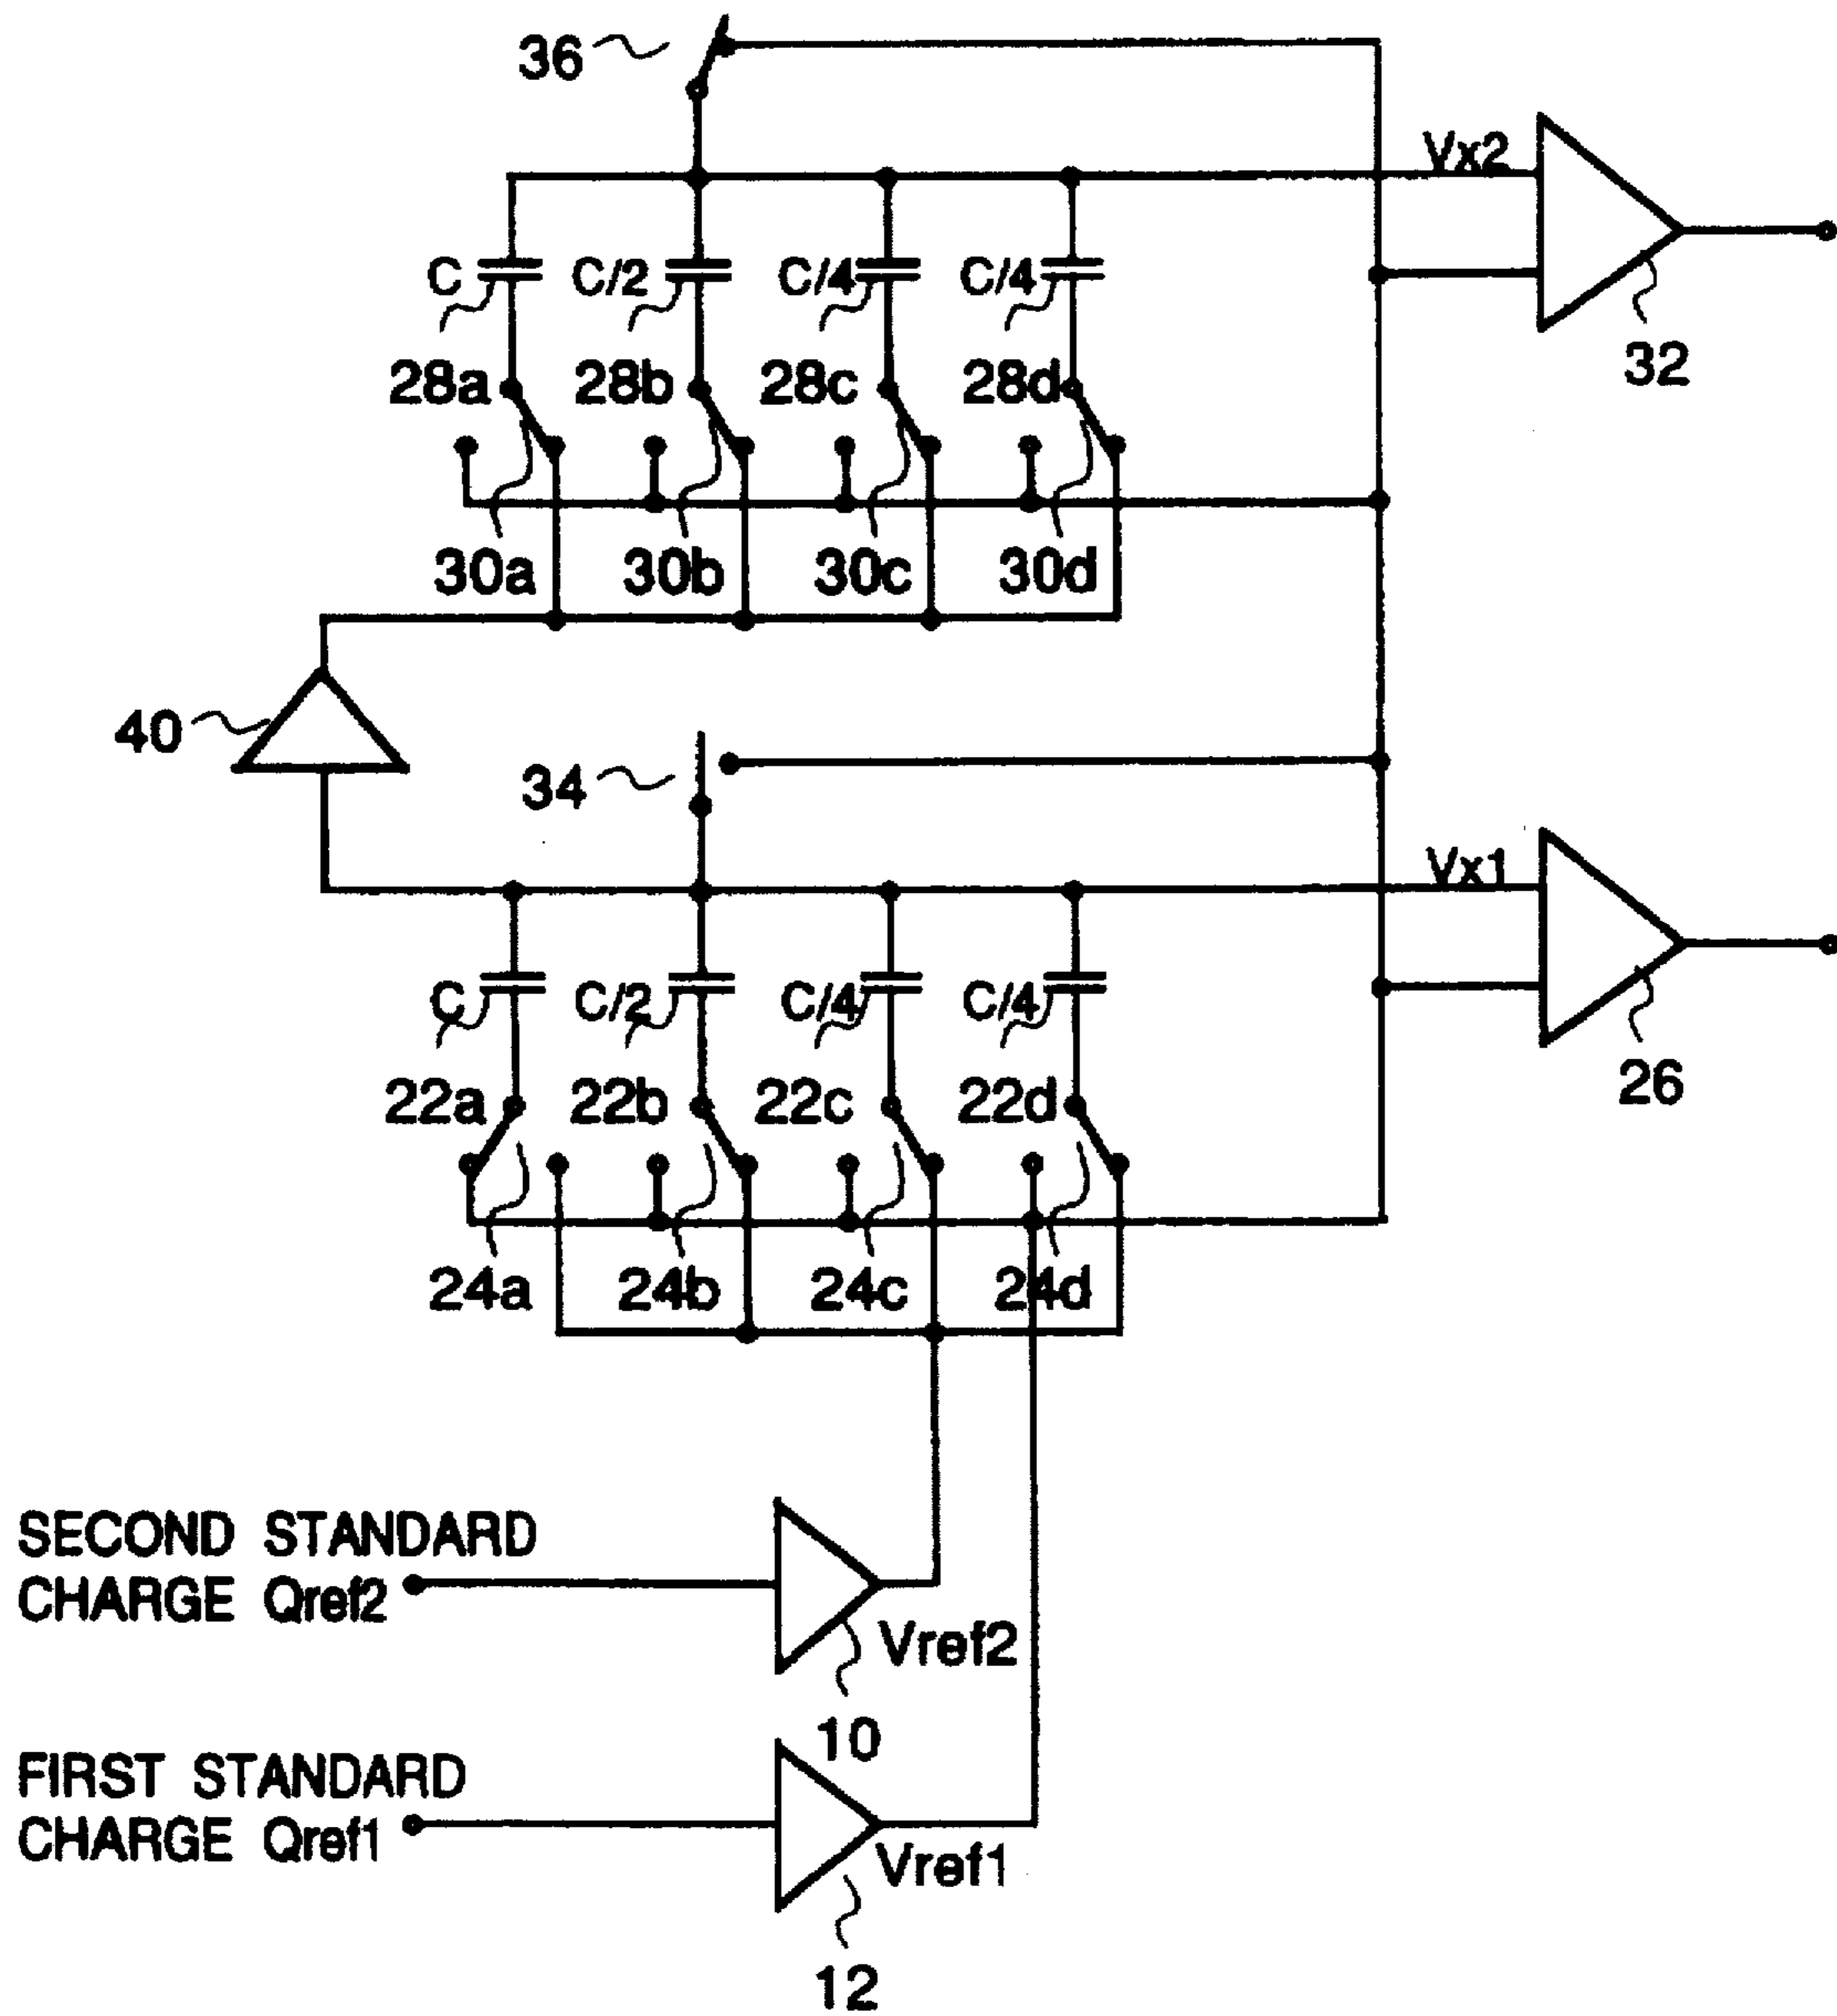 36
Vx2
C C/2 C/4 C/4
32
28a 28b 28c 28d
30a 30b 30c 30d
40
34
Vx1
C C/2 C/4 C/4
26
22a 22b 22c 22d
24a 24b 24c 24d
SECOND STANDARD
CHARGE Qref2
Vref2
10
FIRST STANDARD
CHARGE Qref1
Vref1
12